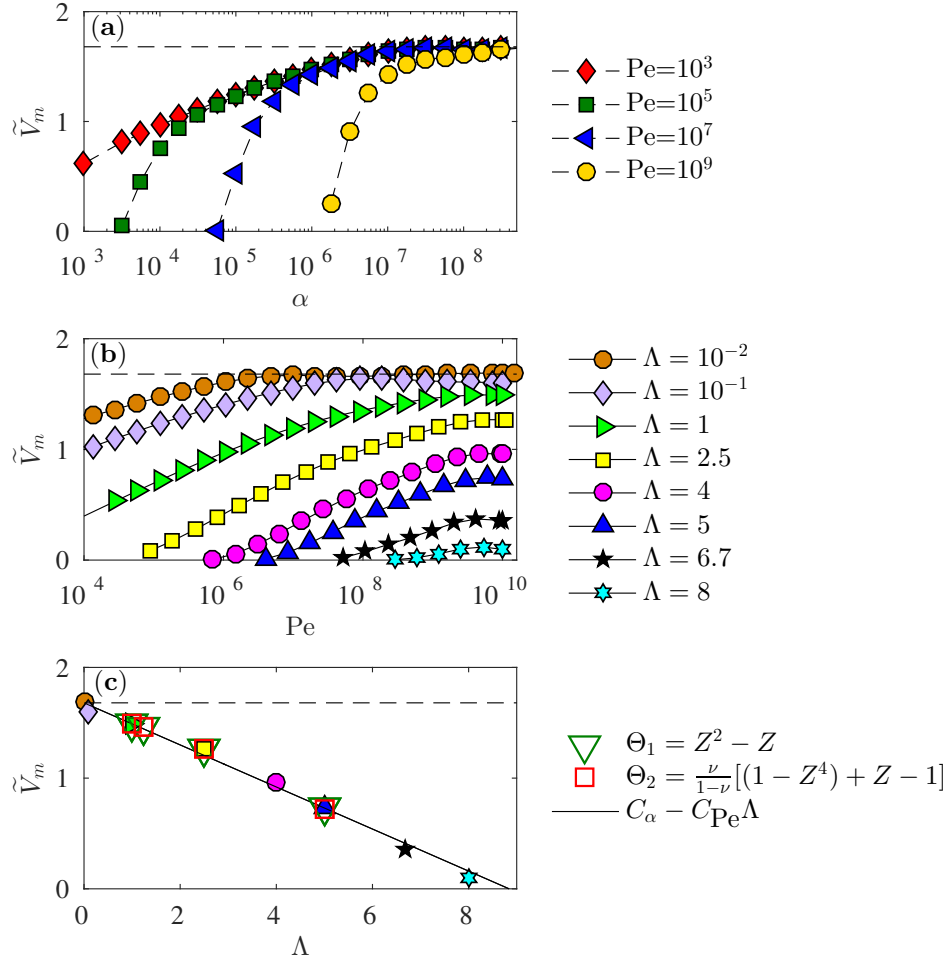 (a)
2
1
0
Ṽₘ
10³ 10⁴ 10⁵ 10⁶ 10⁷ 10⁸
α
Pe=10³
Pe=10⁵
Pe=10⁷
Pe=10⁹
(b)
2
1
0
Ṽₘ
10⁴ 10⁶ 10⁸ 10¹⁰
Pe
Λ = 10⁻²
Λ = 10⁻¹
Λ = 1
Λ = 2.5
Λ = 4
Λ = 5
Λ = 6.7
Λ = 8
(c)
2
1
0
Ṽₘ
0 2 4 6 8
Λ
Θ₁ = Z² − Z
Θ₂ = ν/(1−ν)[(1 − Z⁴) + Z − 1]
C_α − C_Pe Λ